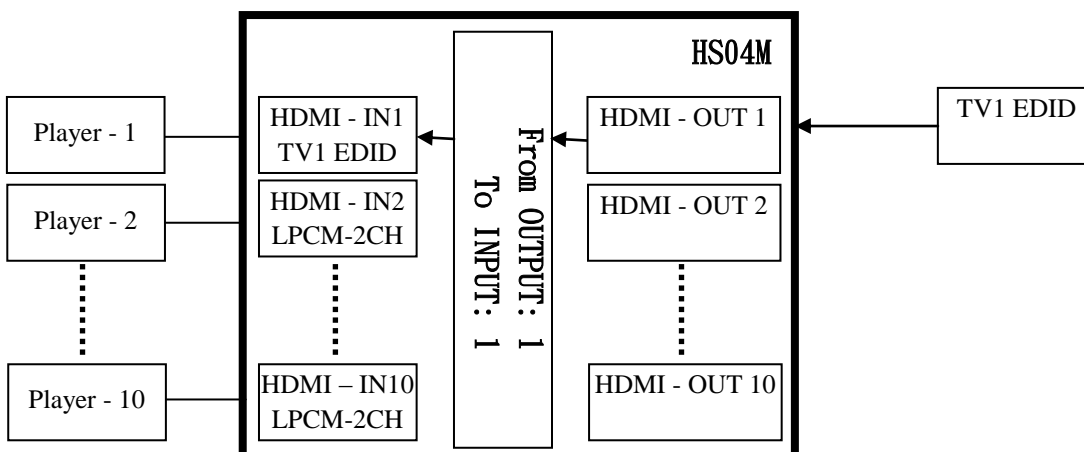 HS04M
Player - 1
HDMI - IN1
TV1 EDID
From OUTPUT: 1
To INPUT: 1
HDMI - OUT 1
TV1 EDID
Player - 2
HDMI - IN2
LPCM-2CH
HDMI - OUT 2
Player - 10
HDMI – IN10
LPCM-2CH
HDMI - OUT 10